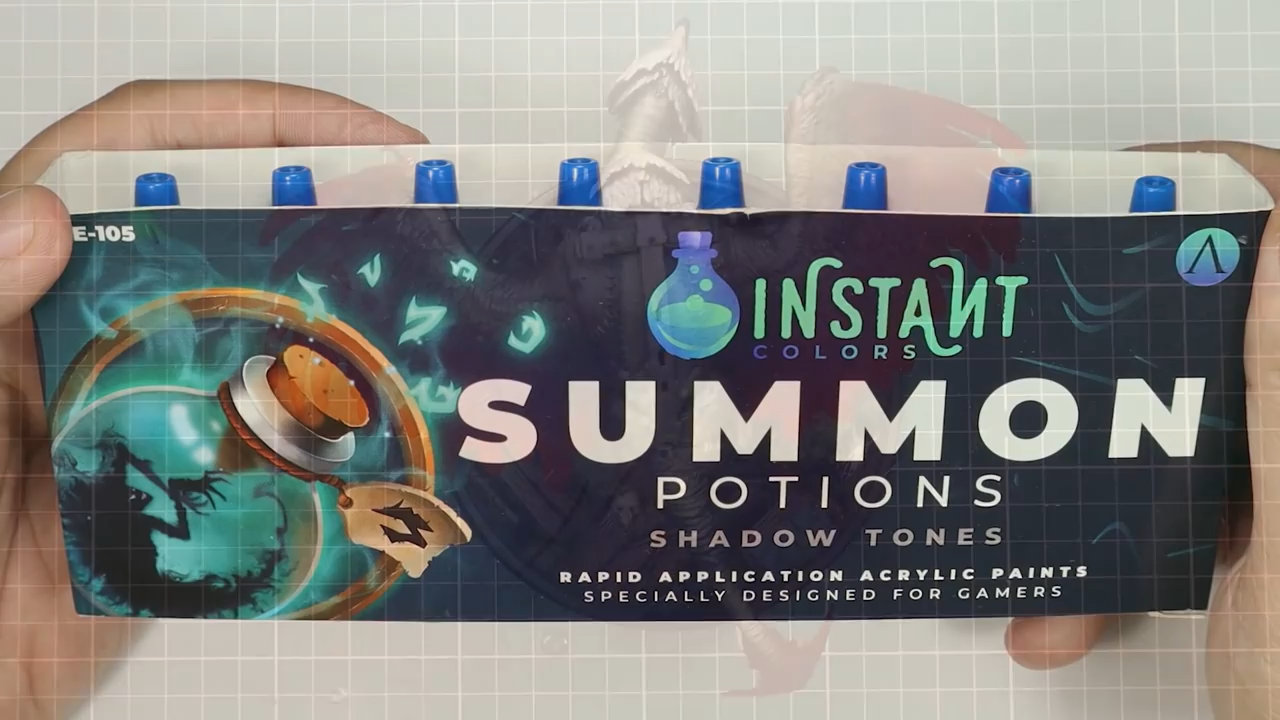 E-105
INSTANT
COLORS
SUMMON
POTIONS
SHADOW TONES
RAPID APPLICATION ACRYLIC PAINTS
SPECIALLY DESIGNED FOR GAMERS